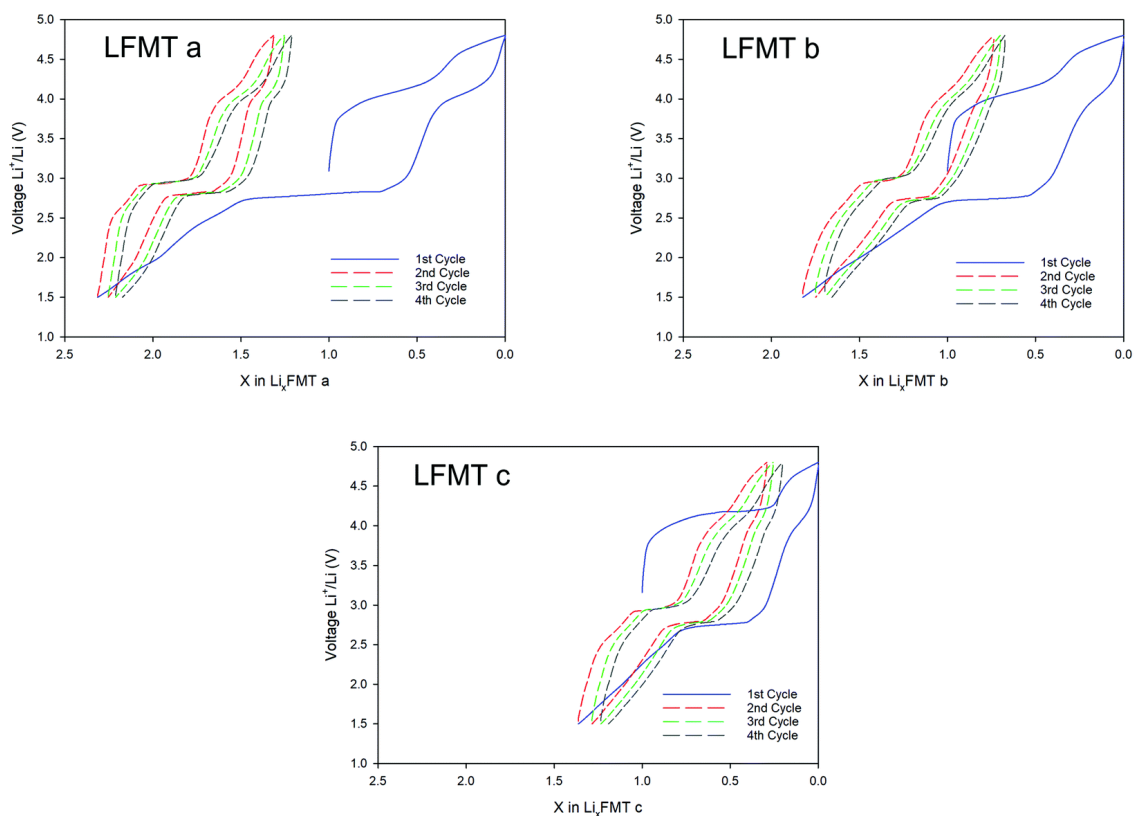 LFMT a
Voltage Li⁺/Li (V)
5.0
4.5
4.0
3.5
3.0
2.5
2.0
1.5
1.0
1st Cycle
2nd Cycle
3rd Cycle
4th Cycle
2.5 2.0 1.5 1.0 0.5 0.0
X in LiₓFMT a
LFMT b
Voltage Li⁺/Li (V)
5.0
4.5
4.0
3.5
3.0
2.5
2.0
1.5
1.0
1st Cycle
2nd Cycle
3rd Cycle
4th Cycle
2.5 2.0 1.5 1.0 0.5 0.0
X in LiₓFMT b
LFMT c
Voltage Li⁺/Li (V)
5.0
4.5
4.0
3.5
3.0
2.5
2.0
1.5
1.0
1st Cycle
2nd Cycle
3rd Cycle
4th Cycle
2.5 2.0 1.5 1.0 0.5 0.0
X in LiₓFMT c